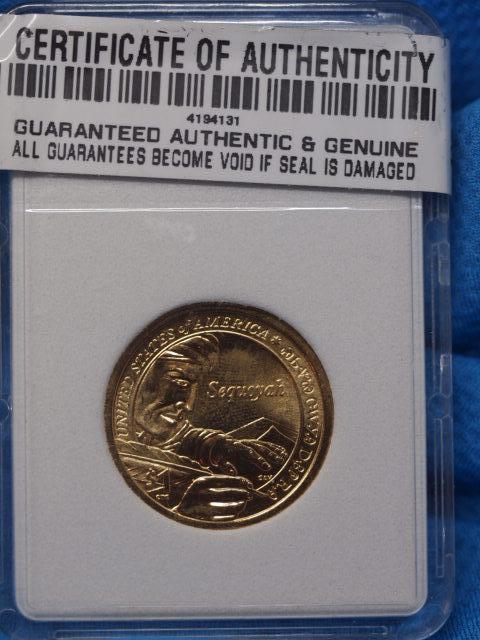 CERTIFICATE OF AUTHENTICITY
4194131
GUARANTEED AUTHENTIC & GENUINE
ALL GUARANTEES BECOME VOID IF SEAL IS DAMAGED
UNITED STATES of AMERICA
Sequoyah